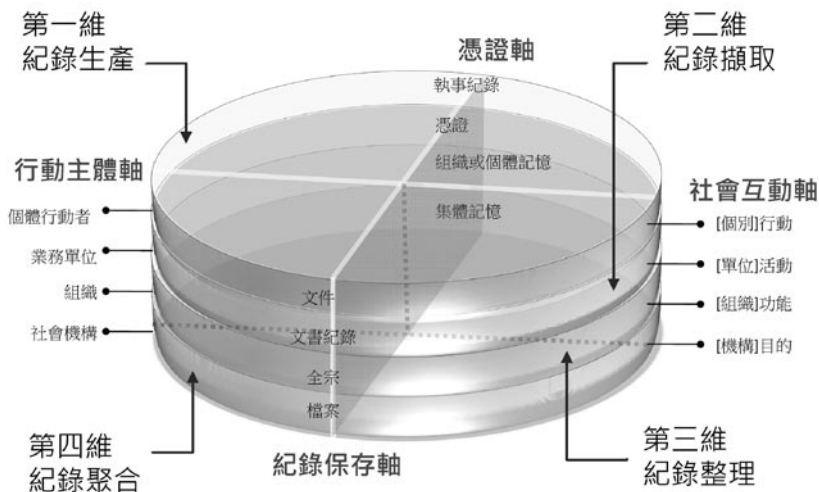 第一維
紀錄生產
憑證軸
第二維
紀錄擷取
執事紀錄
憑證
組織或個體記憶
集體記憶
行動主體軸
個體行動者
業務單位
組織
社會機構
社會互動軸
[個別]行動
[單位]活動
[組織]功能
[機構]目的
文件
文書紀錄
全宗
檔案
第四維
紀錄聚合
紀錄保存軸
第三維
紀錄整理